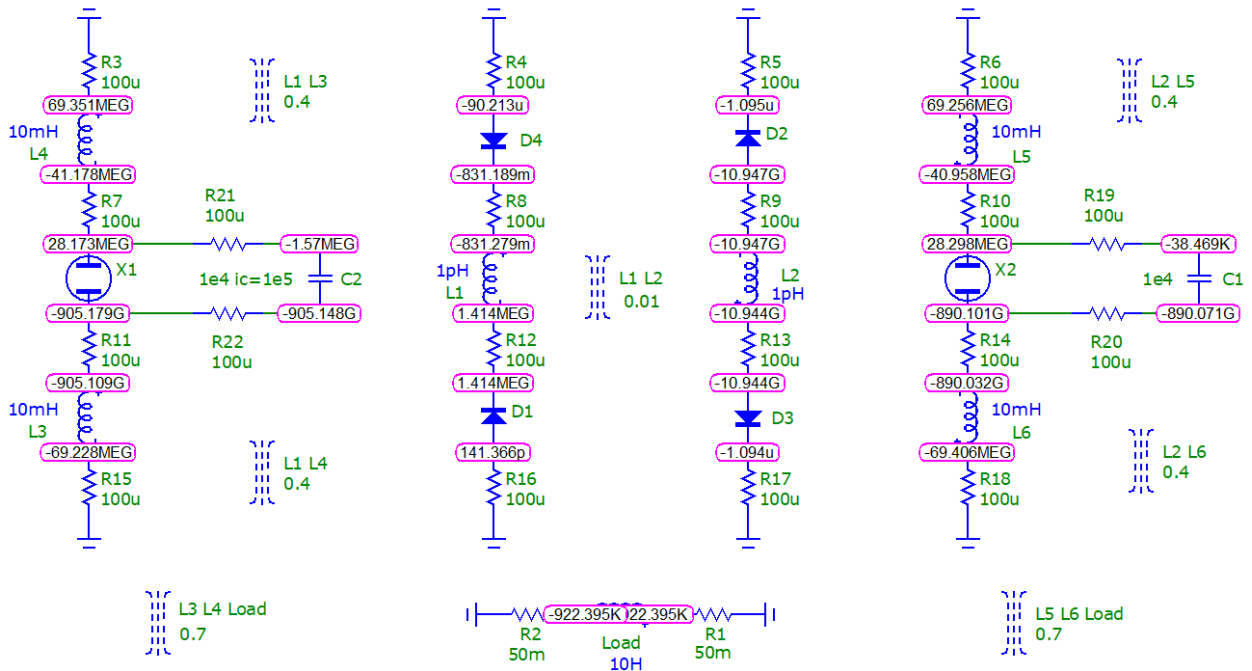 R3
100u
69.351MEG
10mH
L4
-41.178MEG
R7
100u
28.173MEG
X1
-905.179G
R11
100u
-905.109G
10mH
L3
-69.228MEG
R15
100u
L1 L3
0.4
R21
100u
-1.57MEG
1e4 ic=1e5
C2
-905.148G
R22
100u
L1 L4
0.4
L3 L4 Load
0.7
R4
100u
-90.213u
D4
-831.189m
R8
100u
-831.279m
1pH
L1
1.414MEG
R12
100u
1.414MEG
D1
141.366p
R16
100u
L1 L2
0.01
R5
100u
-1.095u
D2
-10.947G
R9
100u
-10.947G
L2
1pH
-10.944G
R13
100u
-10.944G
D3
-1.094u
R17
100u
-922.395K
22.395K
R2
50m
Load
10H
R1
50m
R6
100u
69.256MEG
10mH
L5
-40.958MEG
R10
100u
28.298MEG
X2
-890.101G
R14
100u
-890.032G
10mH
L6
-69.406MEG
R18
100u
L2 L5
0.4
R19
100u
-38.469K
1e4
C1
-890.071G
R20
100u
L2 L6
0.4
L5 L6 Load
0.7